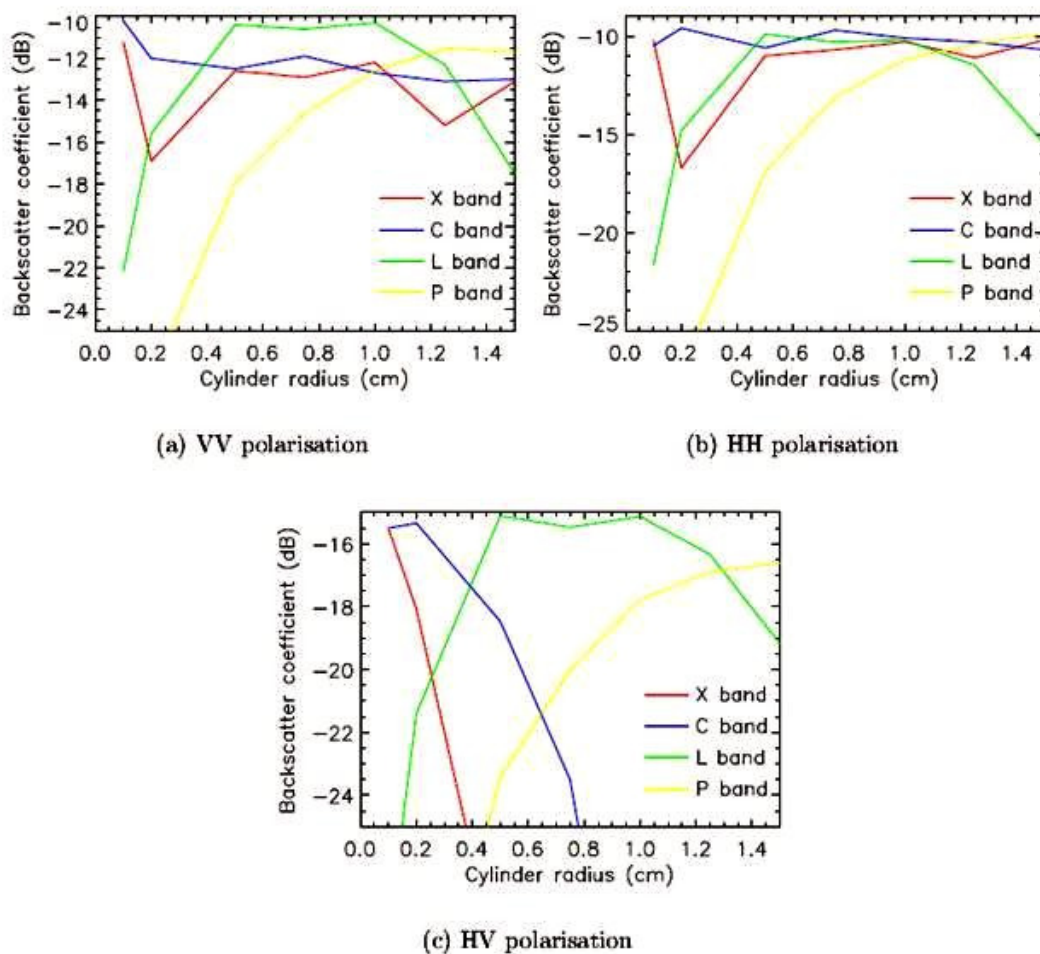 Backscatter coefficient (dB)
-10
-12
-14
-16
-18
-20
-22
-24
X band
C band
L band
P band
0.0 0.2 0.4 0.6 0.8 1.0 1.2 1.4
Cylinder radius (cm)
(a) VV polarisation
Backscatter coefficient (dB)
-10
-15
-20
-25
X band
C band
L band
P band
0.0 0.2 0.4 0.6 0.8 1.0 1.2 1.4
Cylinder radius (cm)
(b) HH polarisation
Backscatter coefficient (dB)
-16
-18
-20
-22
-24
X band
C band
L band
P band
0.0 0.2 0.4 0.6 0.8 1.0 1.2 1.4
Cylinder radius (cm)
(c) HV polarisation